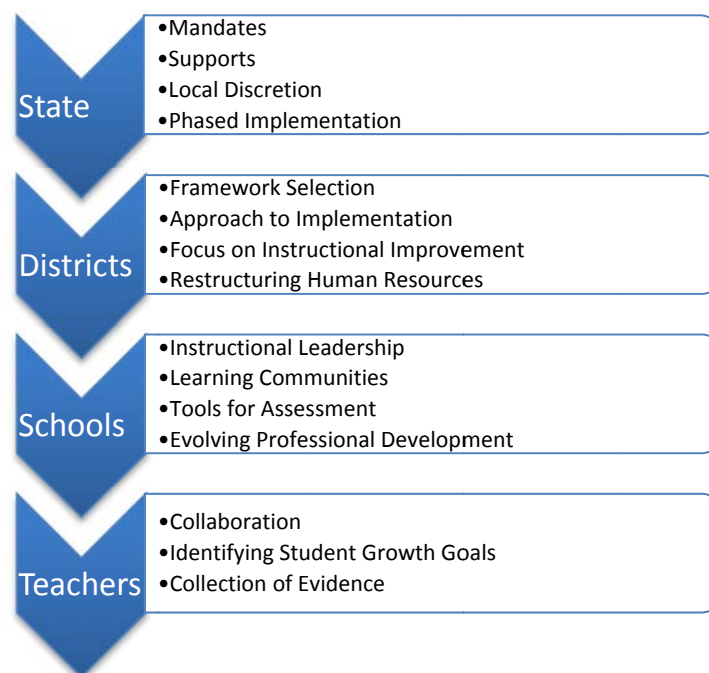 State
•Mandates
•Supports
•Local Discretion
•Phased Implementation
Districts
•Framework Selection
•Approach to Implementation
•Focus on Instructional Improvement
•Restructuring Human Resources
Schools
•Instructional Leadership
•Learning Communities
•Tools for Assessment
•Evolving Professional Development
Teachers
•Collaboration
•Identifying Student Growth Goals
•Collection of Evidence